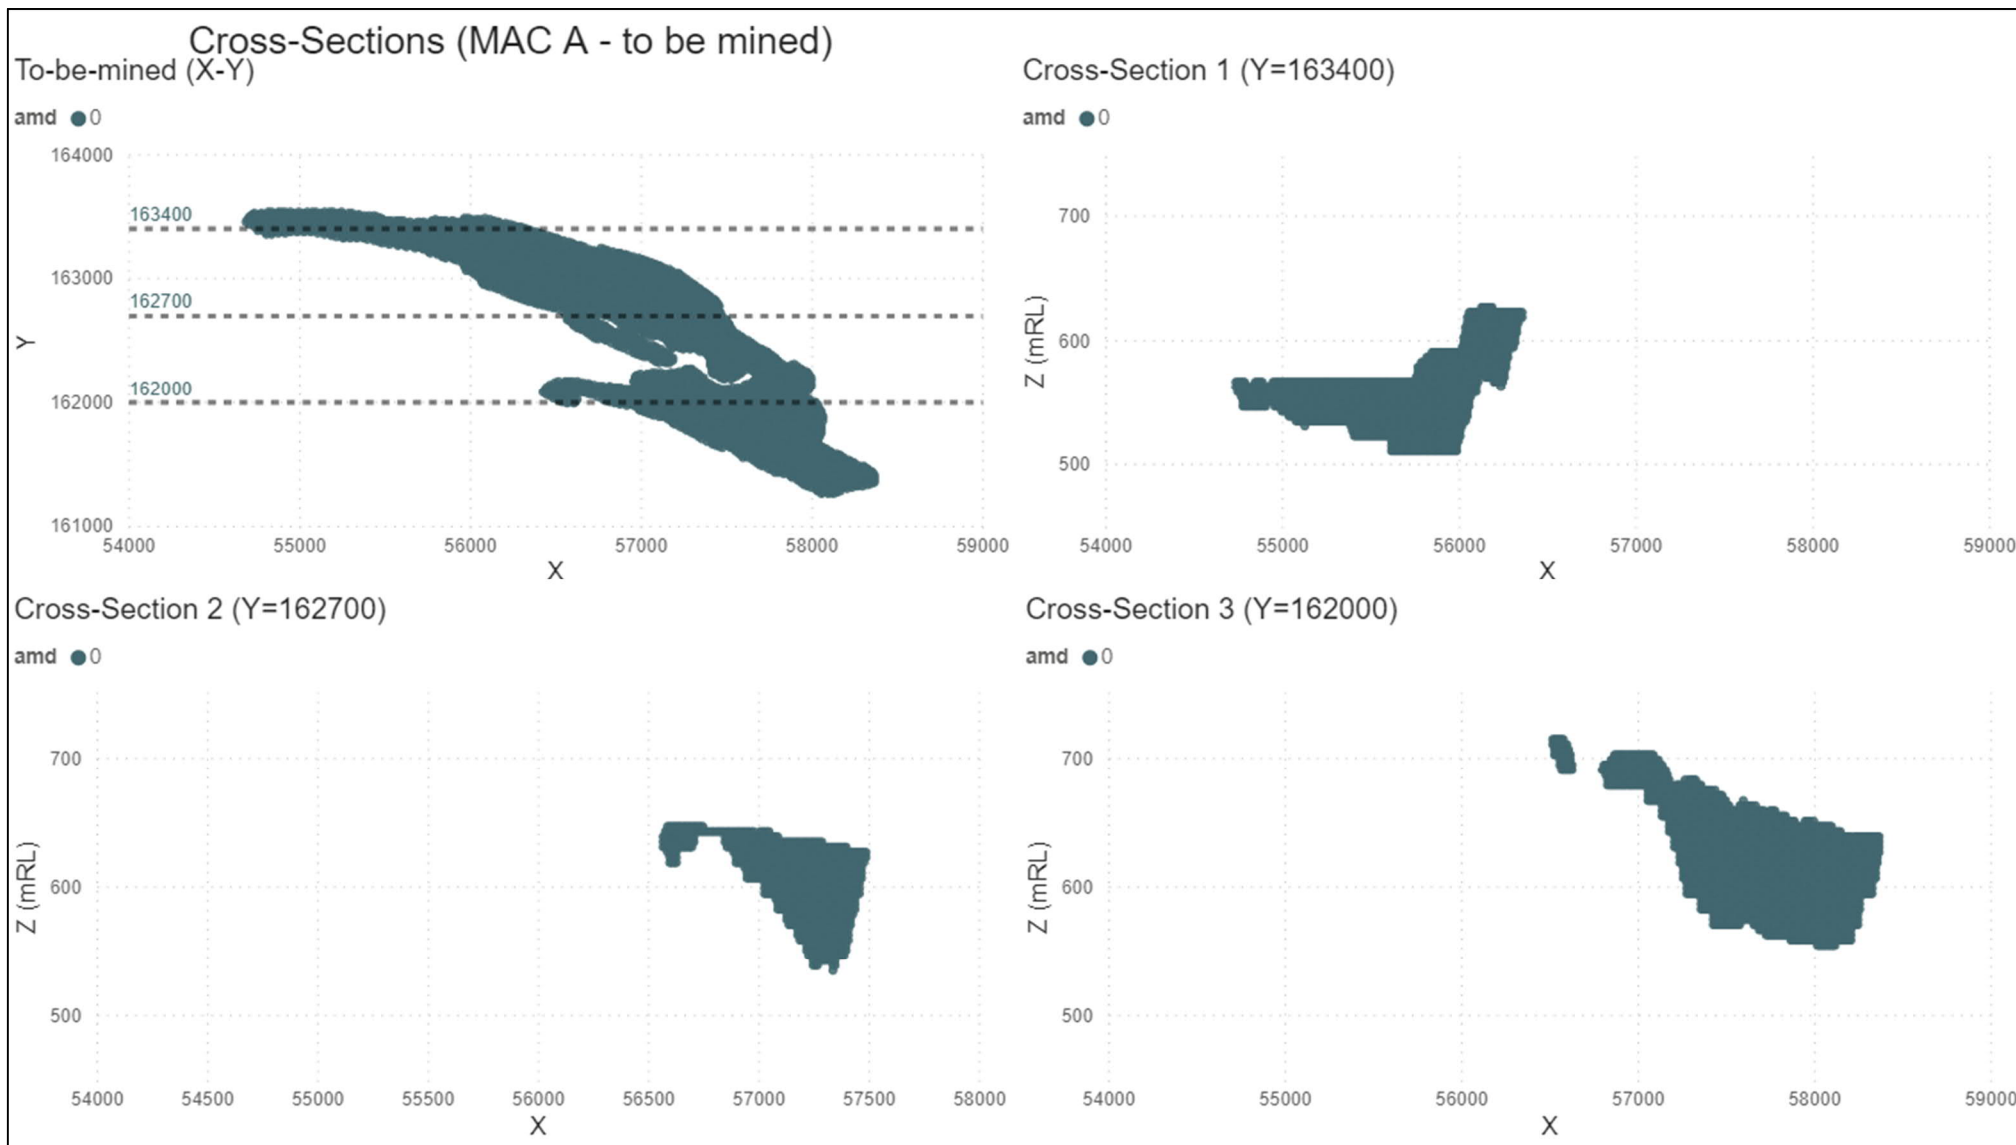 Cross-Sections (MAC A - to be mined)
To-be-mined (X-Y)
amd 0
164000
163400
163000
162700
162000
162000
161000
Y
54000 55000 56000 57000 58000 59000
X
Cross-Section 1 (Y=163400)
amd 0
700
600
500
Z (mRL)
54000 55000 56000 57000 58000 59000
X
Cross-Section 2 (Y=162700)
amd 0
700
600
500
Z (mRL)
54000 54500 55000 55500 56000 56500 57000 57500 58000
X
Cross-Section 3 (Y=162000)
amd 0
700
600
500
Z (mRL)
54000 55000 56000 57000 58000 59000
X